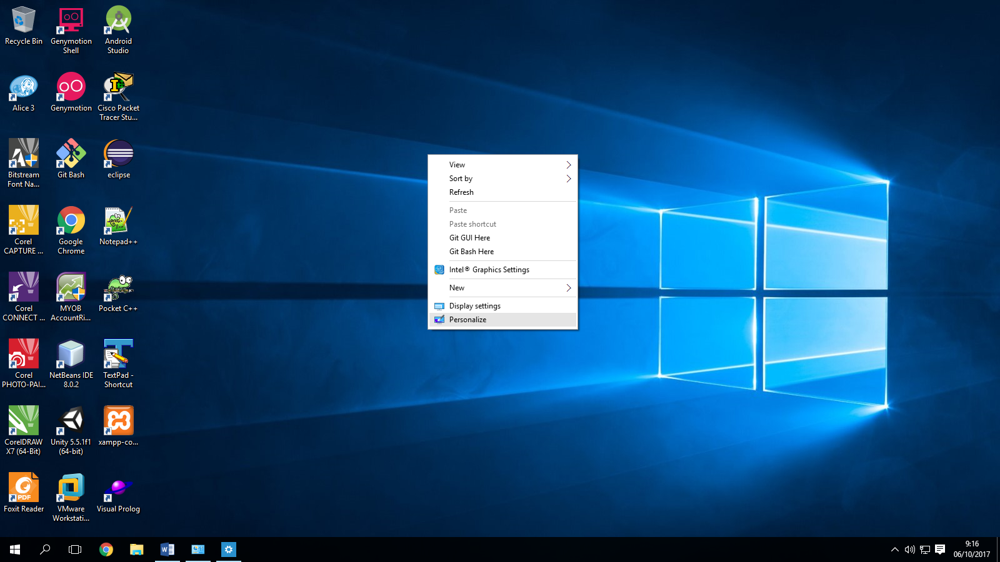 Recycle Bin
Genymotion
Shell
Android
Studio
Alice 3
Genymotion
Cisco Packet
Tracer Stu...
Bitstream
Font Na...
Git Bash
eclipse
Corel
CAPTURE ...
Google
Chrome
Notepad++
Corel
CONNECT ...
MYOB
AccountRi...
Pocket C++
Corel
PHOTO-PAI...
NetBeans IDE
8.0.2
TextPad -
Shortcut
CorelDRAW
X7 (64-Bit)
Unity 5.5.1f1
(64-bit)
xampp-co...
PDF
Foxit Reader
VMware
Workstati...
Visual Prolog
View
Sort by
Refresh
Paste
Paste shortcut
Git GUI Here
Git Bash Here
Intel® Graphics Settings
New
Display settings
Personalize
9:16
06/10/2017